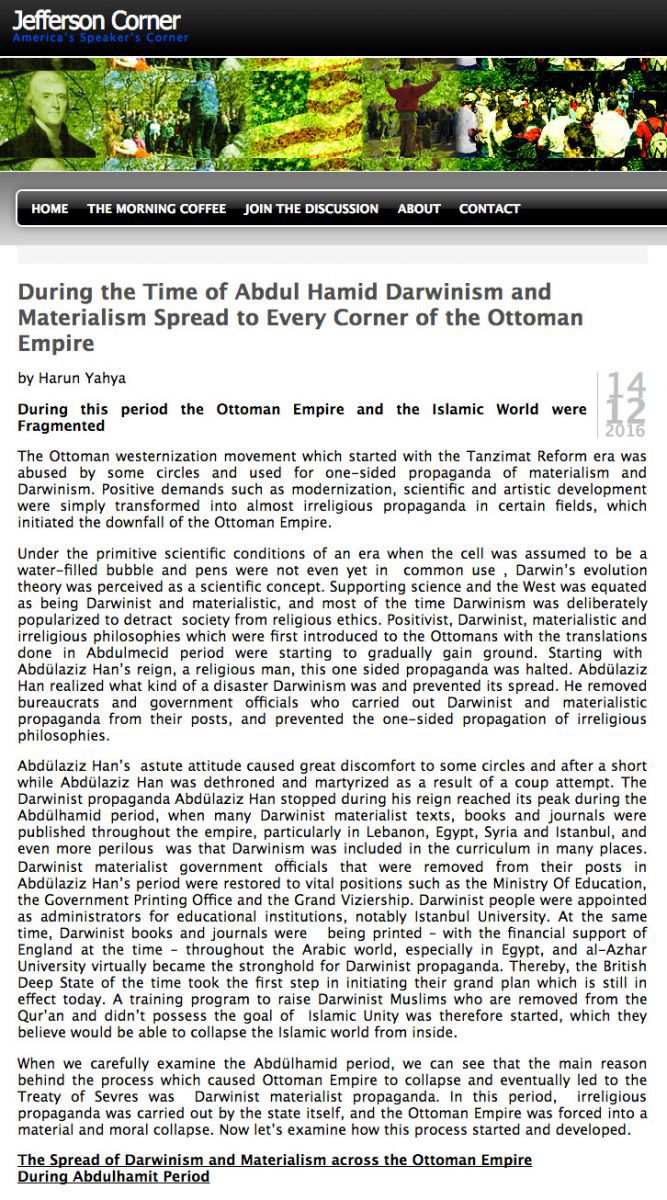 Jefferson Corner
America's Speaker's Corner
HOME THE MORNING COFFEE JOIN THE DISCUSSION ABOUT CONTACT
During the Time of Abdul Hamid Darwinism and
Materialism Spread to Every Corner of the Ottoman
Empire
by Harun Yahya
14
12
2016
During this period the Ottoman Empire and the Islamic World were
Fragmented
The Ottoman westernization movement which started with the Tanzimat Reform era was
abused by some circles and used for one-sided propaganda of materialism and
Darwinism. Positive demands such as modernization, scientific and artistic development
were simply transformed into almost irreligious propaganda in certain fields, which
initiated the downfall of the Ottoman Empire.
Under the primitive scientific conditions of an era when the cell was assumed to be a
water-filled bubble and pens were not even yet in common use , Darwin's evolution
theory was perceived as a scientific concept. Supporting science and the West was equated
as being Darwinist and materialistic, and most of the time Darwinism was deliberately
popularized to detract society from religious ethics. Positivist, Darwinist, materialistic and
irreligious philosophies which were first introduced to the Ottomans with the translations
done in Abdulmecid period were starting to gradually gain ground. Starting with
Abdülaziz Han's reign, a religious man, this one sided propaganda was halted. Abdülaziz
Han realized what kind of a disaster Darwinism was and prevented its spread. He removed
bureaucrats and government officials who carried out Darwinist and materialistic
propaganda from their posts, and prevented the one-sided propagation of irreligious
philosophies.
Abdülaziz Han's astute attitude caused great discomfort to some circles and after a short
while Abdülaziz Han was dethroned and martyrized as a result of a coup attempt. The
Darwinist propaganda Abdülaziz Han stopped during his reign reached its peak during the
Abdülhamid period, when many Darwinist materialist texts, books and journals were
published throughout the empire, particularly in Lebanon, Egypt, Syria and Istanbul, and
even more perilous was that Darwinism was included in the curriculum in many places.
Darwinist materialist government officials that were removed from their posts in
Abdülaziz Han's period were restored to vital positions such as the Ministry Of Education,
the Government Printing Office and the Grand Viziership. Darwinist people were appointed
as administrators for educational institutions, notably Istanbul University. At the same
time, Darwinist books and journals were being printed – with the financial support of
England at the time – throughout the Arabic world, especially in Egypt, and al-Azhar
University virtually became the stronghold for Darwinist propaganda. Thereby, the British
Deep State of the time took the first step in initiating their grand plan which is still in
effect today. A training program to raise Darwinist Muslims who are removed from the
Qur'an and didn't possess the goal of Islamic Unity was therefore started, which they
believe would be able to collapse the Islamic world from inside.
When we carefully examine the Abdülhamid period, we can see that the main reason
behind the process which caused Ottoman Empire to collapse and eventually led to the
Treaty of Sevres was Darwinist materialist propaganda. In this period, irreligious
propaganda was carried out by the state itself, and the Ottoman Empire was forced into a
material and moral collapse. Now let's examine how this process started and developed.
The Spread of Darwinism and Materialism across the Ottoman Empire
During Abdulhamit Period